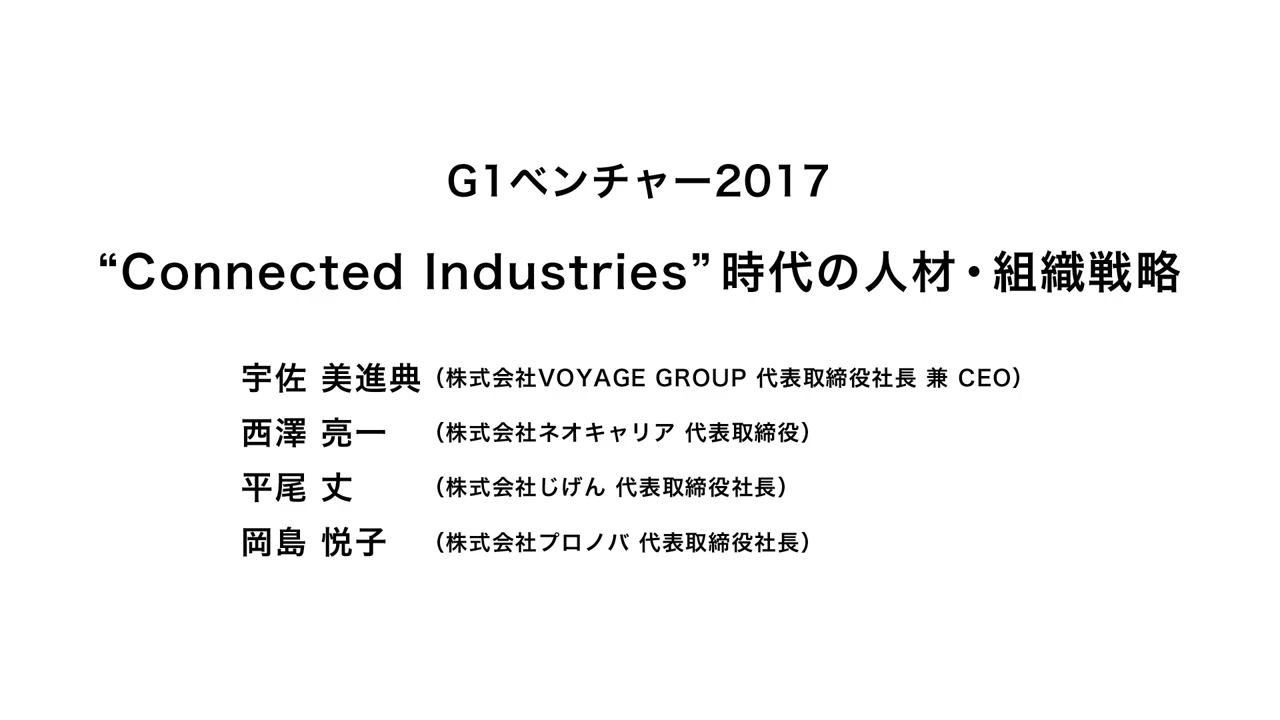 G1ベンチャー2017
“Connected Industries”時代の人材・組織戦略
宇佐 美進典（株式会社VOYAGE GROUP 代表取締役社長 兼 CEO）
西澤 亮一（株式会社ネオキャリア 代表取締役）
平尾 丈（株式会社じげん 代表取締役社長）
岡島 悦子（株式会社プロノバ 代表取締役社長）